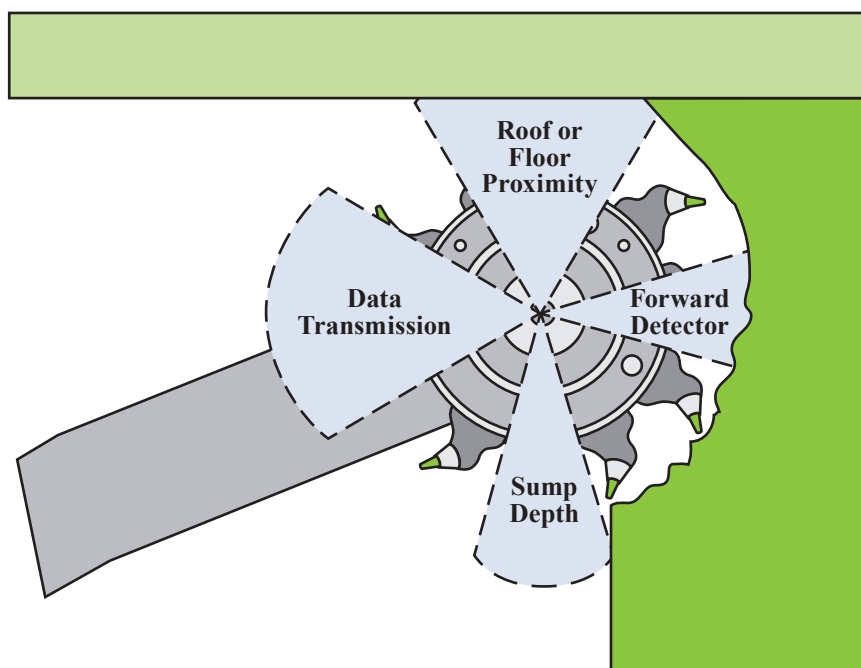 Roof or
Floor
Proximity
Data
Transmission
Forward
Detector
Sump
Depth